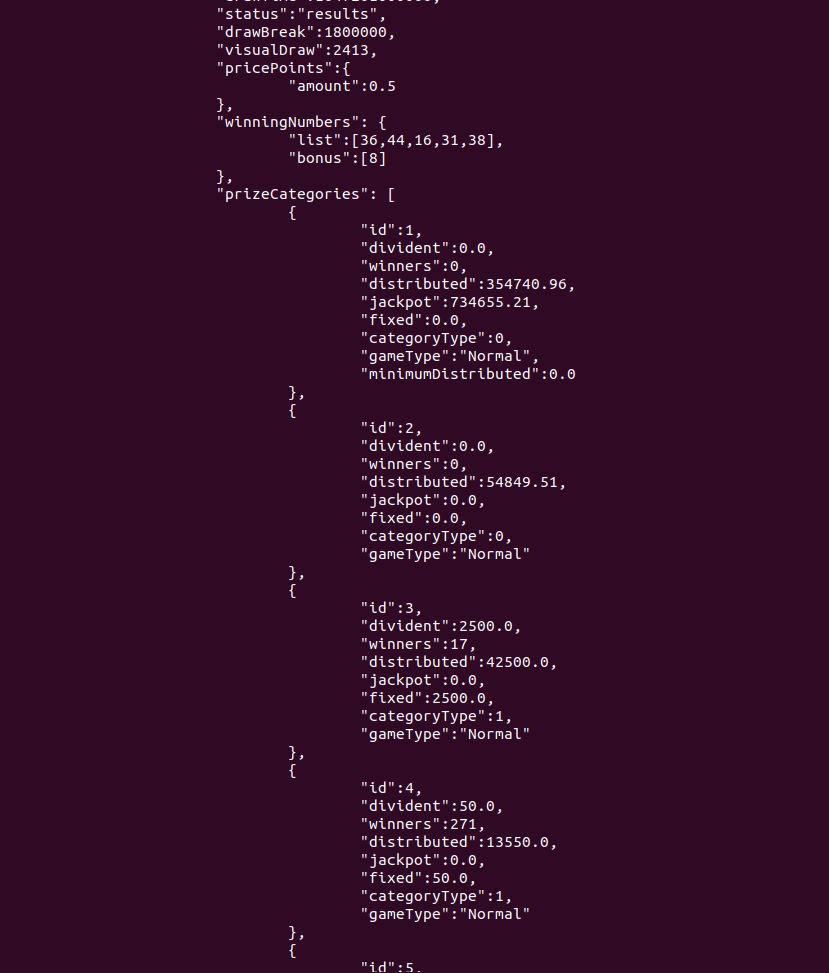 "status":"results",
"drawBreak":1800000,
"visualDraw":2413,
"pricePoints":{
"amount":0.5
},
"winningNumbers": {
"list":[36,44,16,31,38],
"bonus":[8]
},
"prizeCategories": [
{
"id":1,
"divident":0.0,
"winners":0,
"distributed":354740.96,
"jackpot":734655.21,
"fixed":0.0,
"categoryType":0,
"gameType":"Normal",
"minimumDistributed":0.0
},
{
"id":2,
"divident":0.0,
"winners":0,
"distributed":54849.51,
"jackpot":0.0,
"fixed":0.0,
"categoryType":0,
"gameType":"Normal"
},
{
"id":3,
"divident":2500.0,
"winners":17,
"distributed":42500.0,
"jackpot":0.0,
"fixed":2500.0,
"categoryType":1,
"gameType":"Normal"
},
{
"id":4,
"divident":50.0,
"winners":271,
"distributed":13550.0,
"jackpot":0.0,
"fixed":50.0,
"categoryType":1,
"gameType":"Normal"
},
{
"id":5,